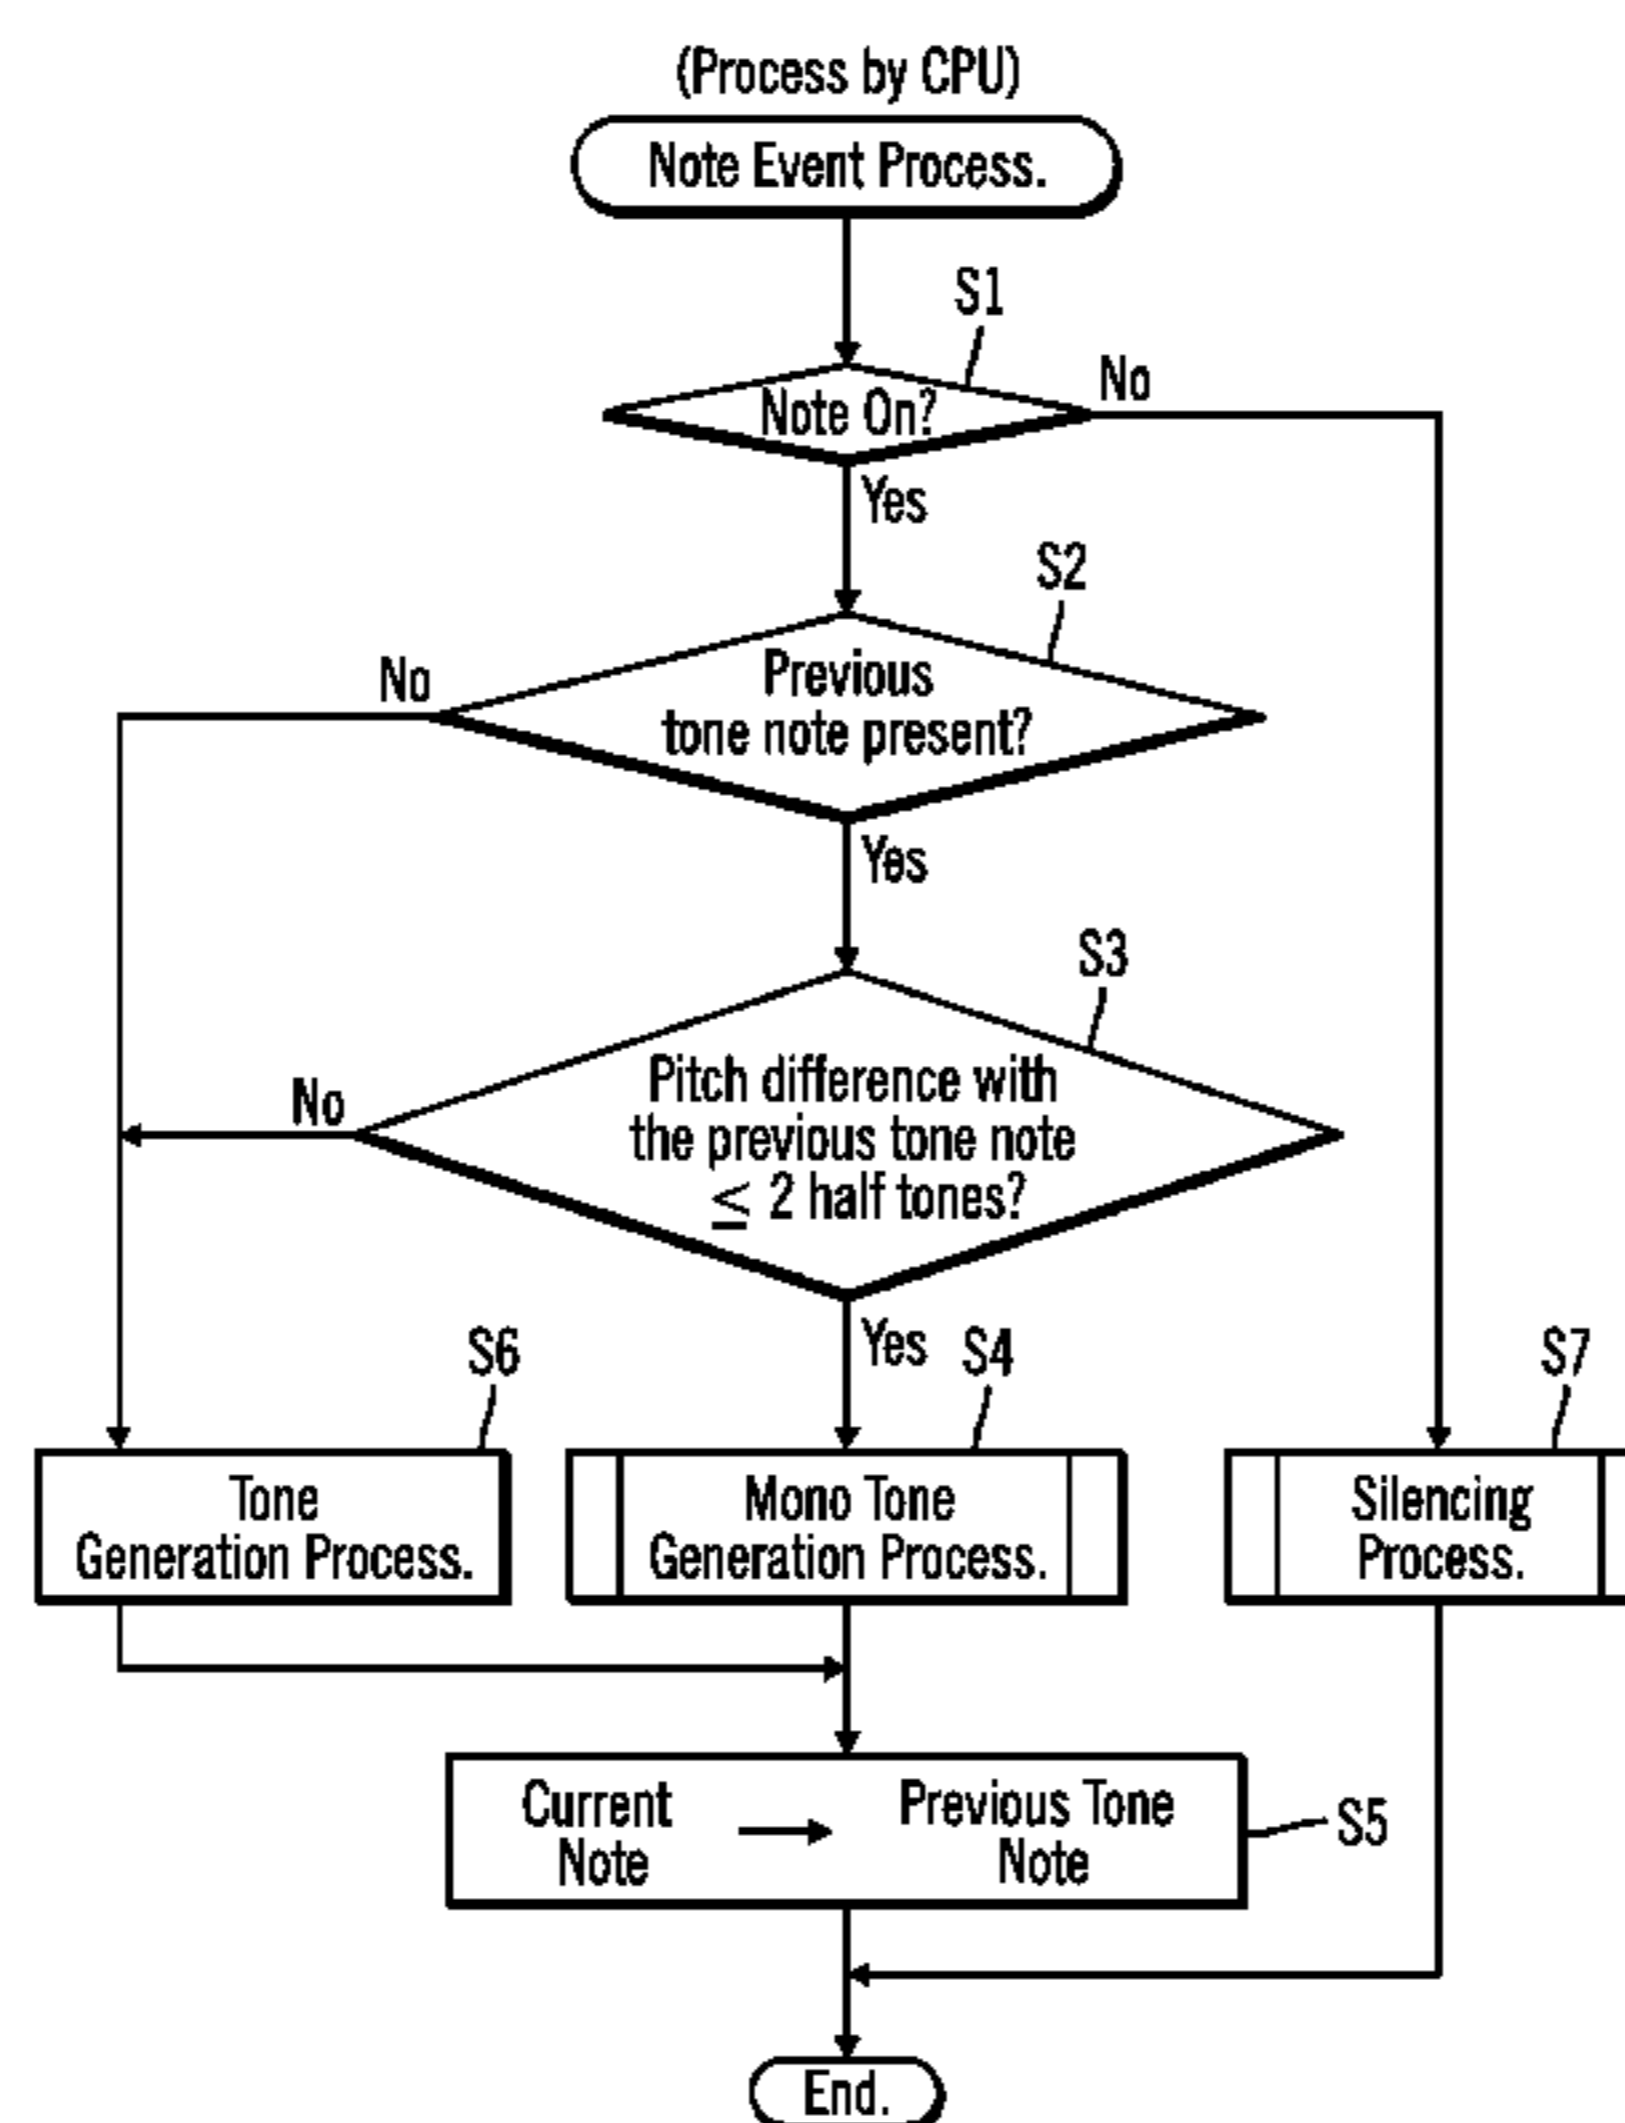 (Process by CPU)
Note Event Process.
S1
Note On?
No
Yes
S2
No
Previous
tone note present?
Yes
S3
No
Pitch difference with
the previous tone note
≤ 2 half tones?
Yes
S6
S4
S7
Tone
Generation Process.
Mono Tone
Generation Process.
Silencing
Process.
Current
Note
→
Previous Tone
Note
S5
End.